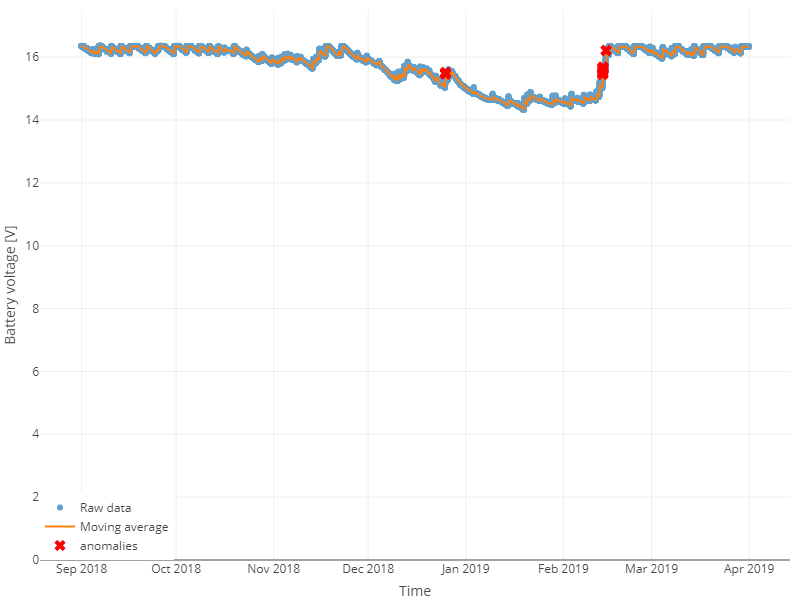 Battery voltage [V]
16
14
12
10
8
6
4
2
0
Raw data
Moving average
anomalies
Sep 2018 Oct 2018 Nov 2018 Dec 2018 Jan 2019 Feb 2019 Mar 2019 Apr 2019
Time